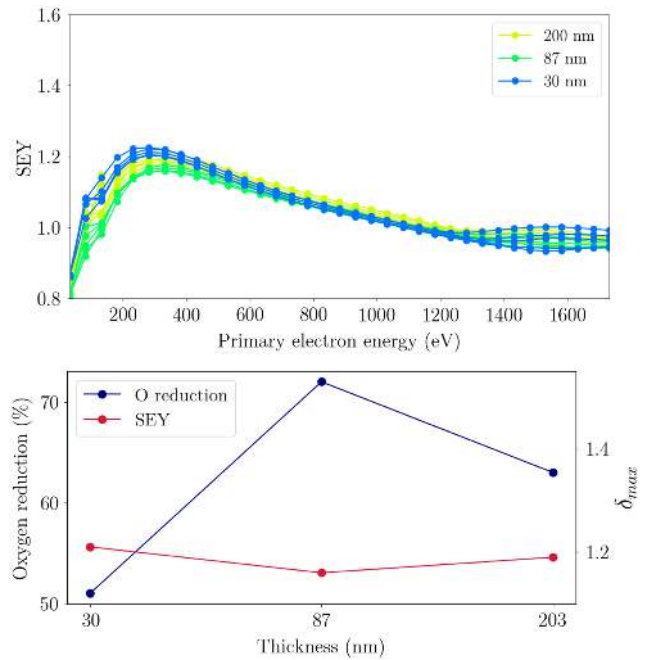 1.6
1.4
1.2
1.0
0.8
SEY
200 nm
87 nm
30 nm
200 400 600 800 1000 1200 1400 1600
Primary electron energy (eV)
70
60
50
Oxygen reduction (%)
O reduction
SEY
1.4
1.2
δmax
30 87 203
Thickness (nm)